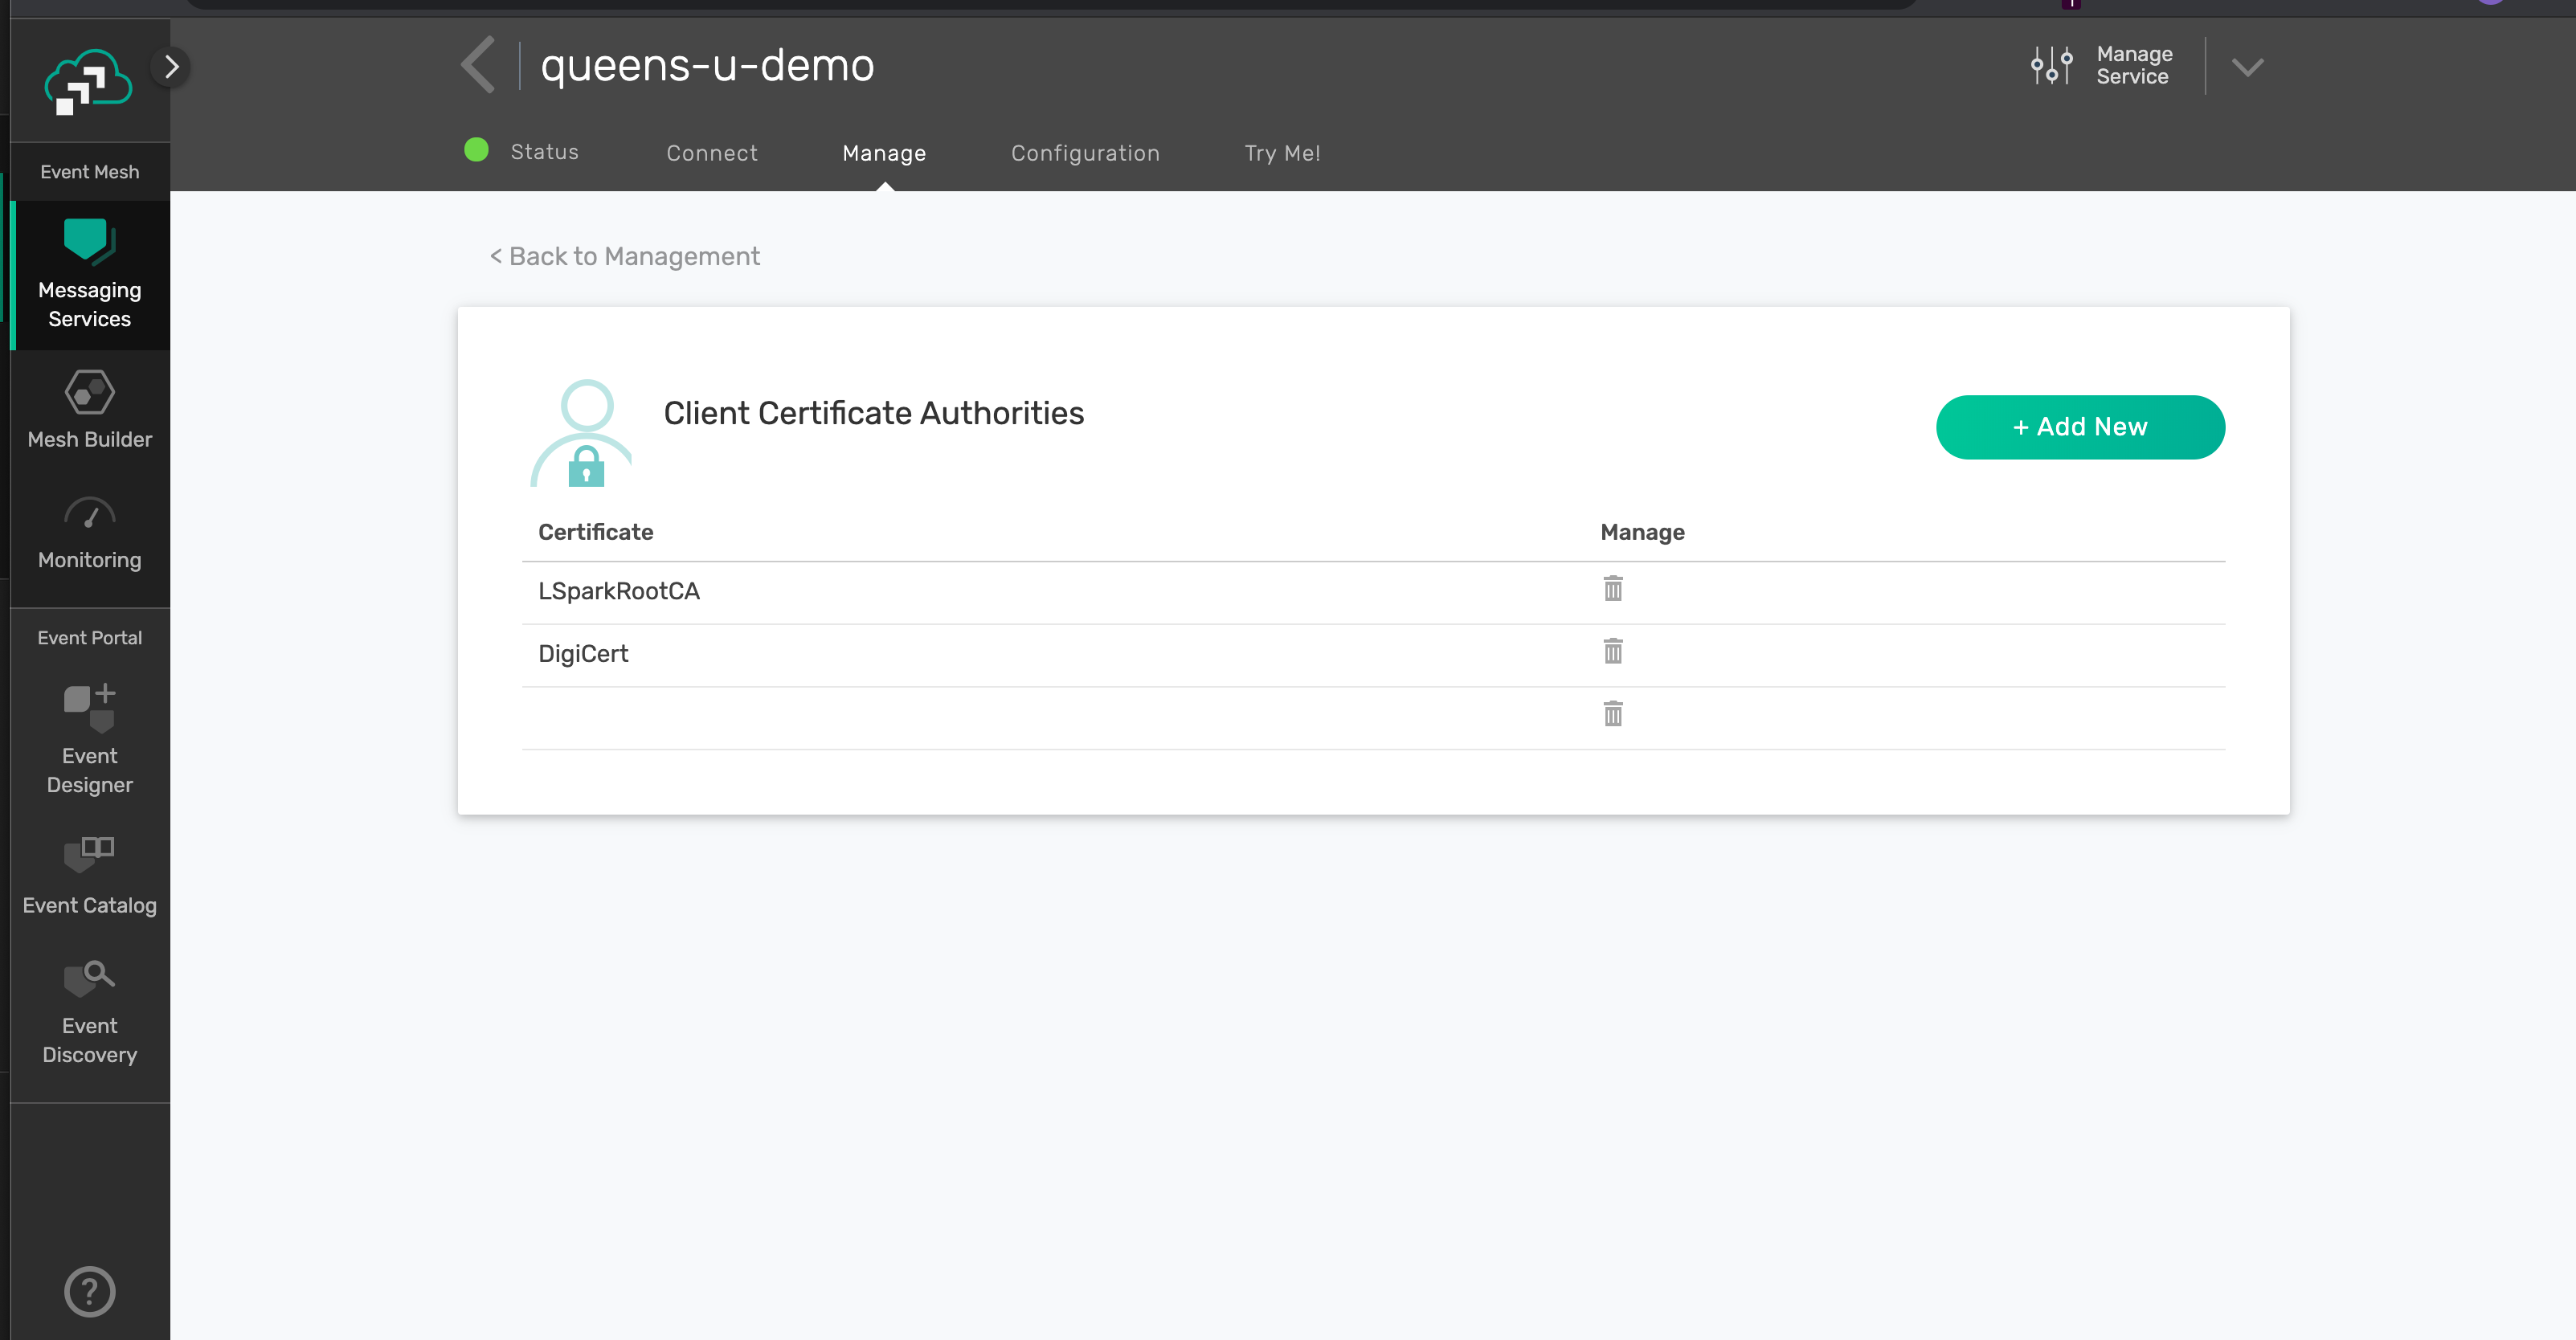 queens-u-demo
Manage
Service
Status
Connect
Manage
Configuration
Try Me!
Event Mesh
Messaging
Services
Mesh Builder
Monitoring
Event Portal
Event
Designer
Event Catalog
Event
Discovery
?
< Back to Management
Client Certificate Authorities
+ Add New
Certificate
Manage
LSparkRootCA
DigiCert